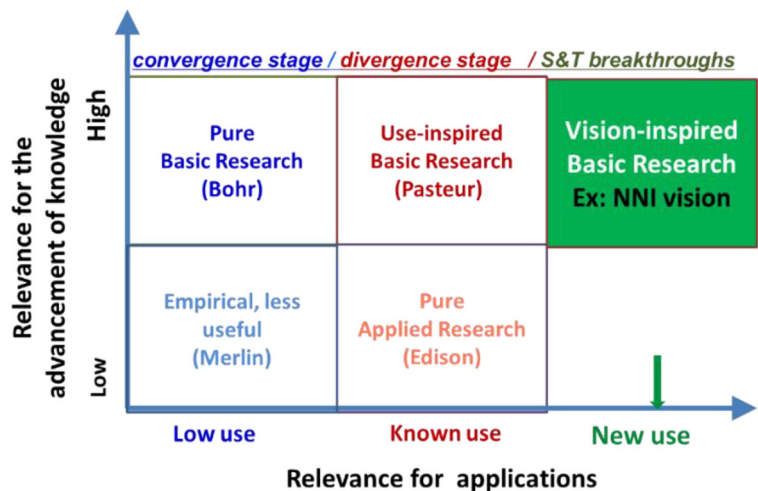 convergence stage / divergence stage / S&T breakthroughs
Relevance for the
advancement of knowledge
High
Low
Pure
Basic Research
(Bohr)
Use-inspired
Basic Research
(Pasteur)
Vision-inspired
Basic Research
Ex: NNI vision
Empirical, less
useful
(Merlin)
Pure
Applied Research
(Edison)
Low use
Known use
New use
Relevance for applications